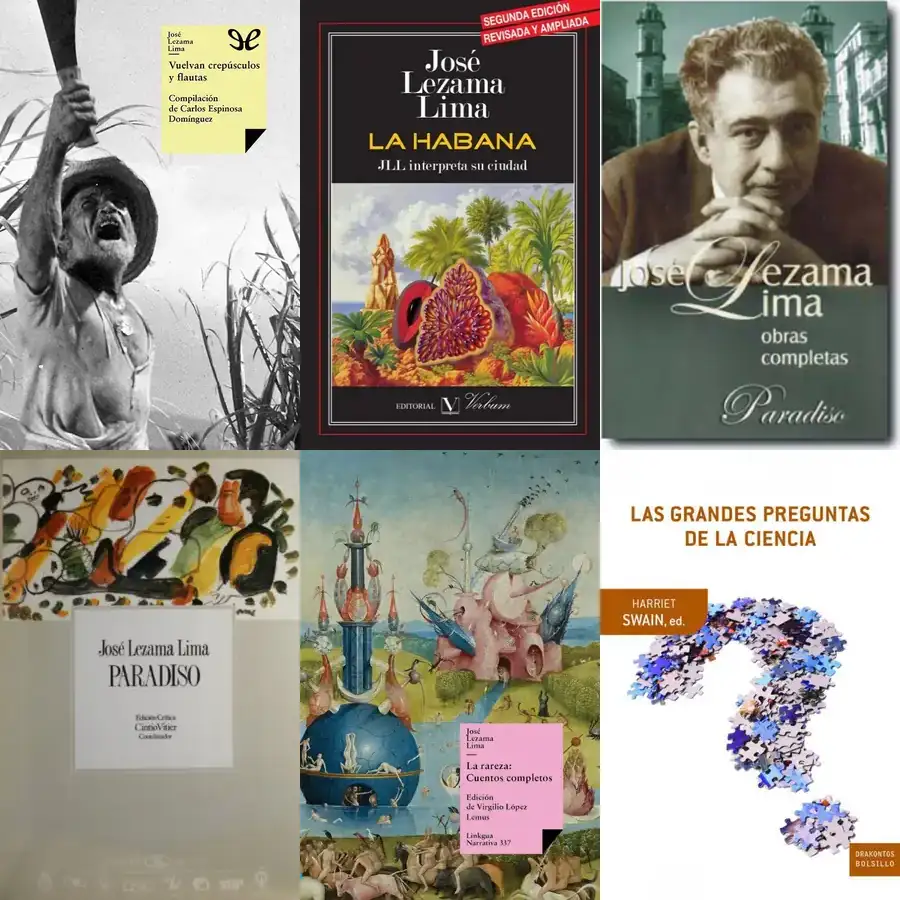 José
Lezama
Lima
Vuelvan crepúsculos
y flautas
Compilación
de Carlos Espinosa
Domínguez
SEGUNDA EDICIÓN
REVISADA Y AMPLIADA
José
Lezama
Lima
LA HABANA
JLL interpreta su ciudad
EDITORIAL V Verbum
José Lezama
Lima
obras
completas
Paradiso
José Lezama Lima
PARADISO
Edición Crítica
Cintio Vitier
Coordinador
José
Lezama
Lima
La rareza:
Cuentos completos
Edición
de Virgilio López
Lemus
Linkgua
Narrativa 337
LAS GRANDES PREGUNTAS
DE LA CIENCIA
HARRIET
SWAIN, ed.
DRAKONTOS
BOLSILLO